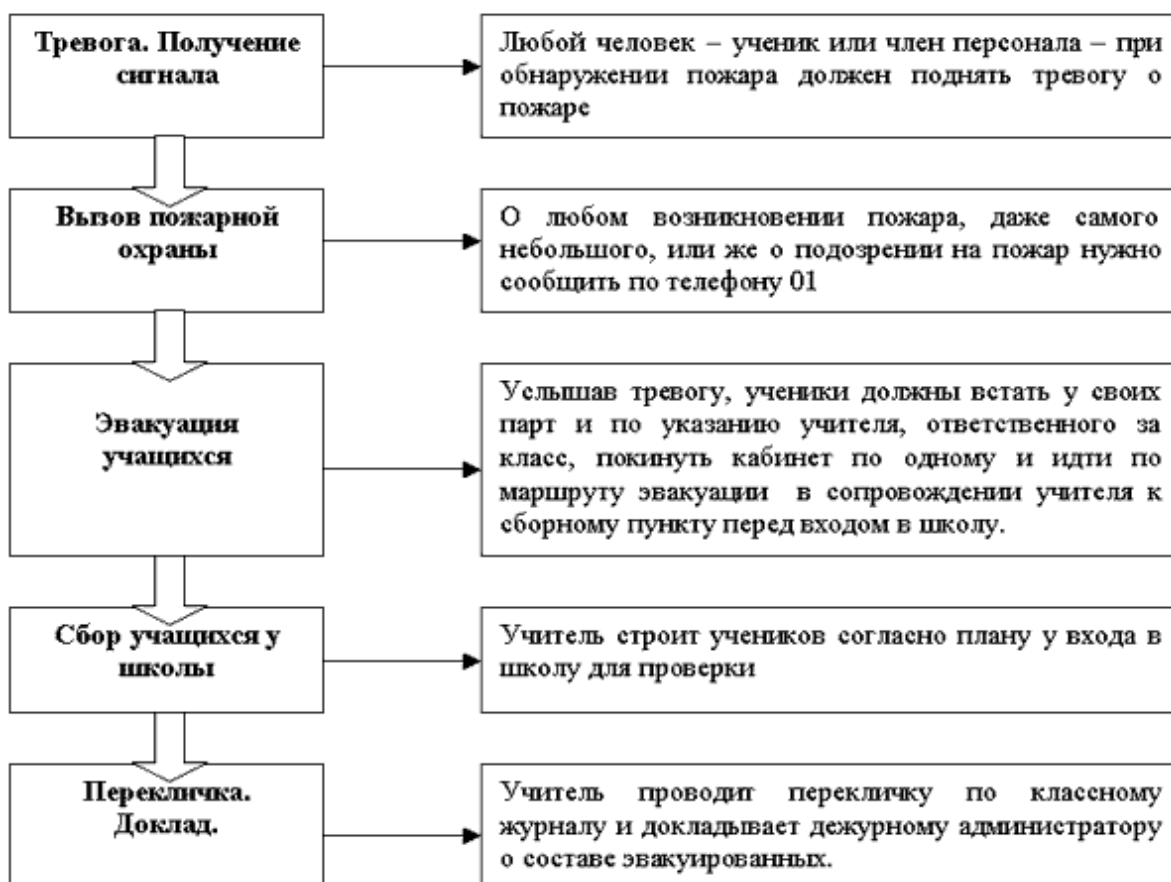 Тревога. Получение
сигнала
Любой человек – ученик или член персонала – при
обнаружении пожара должен поднять тревогу о
пожаре
Вызов пожарной
охраны
О любом возникновении пожара, даже самого
небольшого, или же о подозрении на пожар нужно
сообщить по телефону 01
Эвакуация
учащихся
Услышав тревогу, ученики должны встать у своих
парт и по указанию учителя, ответственного за
класс, покинуть кабинет по одному и идти по
маршруту эвакуации в сопровождении учителя к
сборному пункту перед входом в школу.
Сбор учащихся у
школы
Учитель строит учеников согласно плану у входа в
школу для проверки
Перекличка.
Доклад.
Учитель проводит перекличку по классному
журналу и докладывает дежурному администратору
о составе эвакуированных.